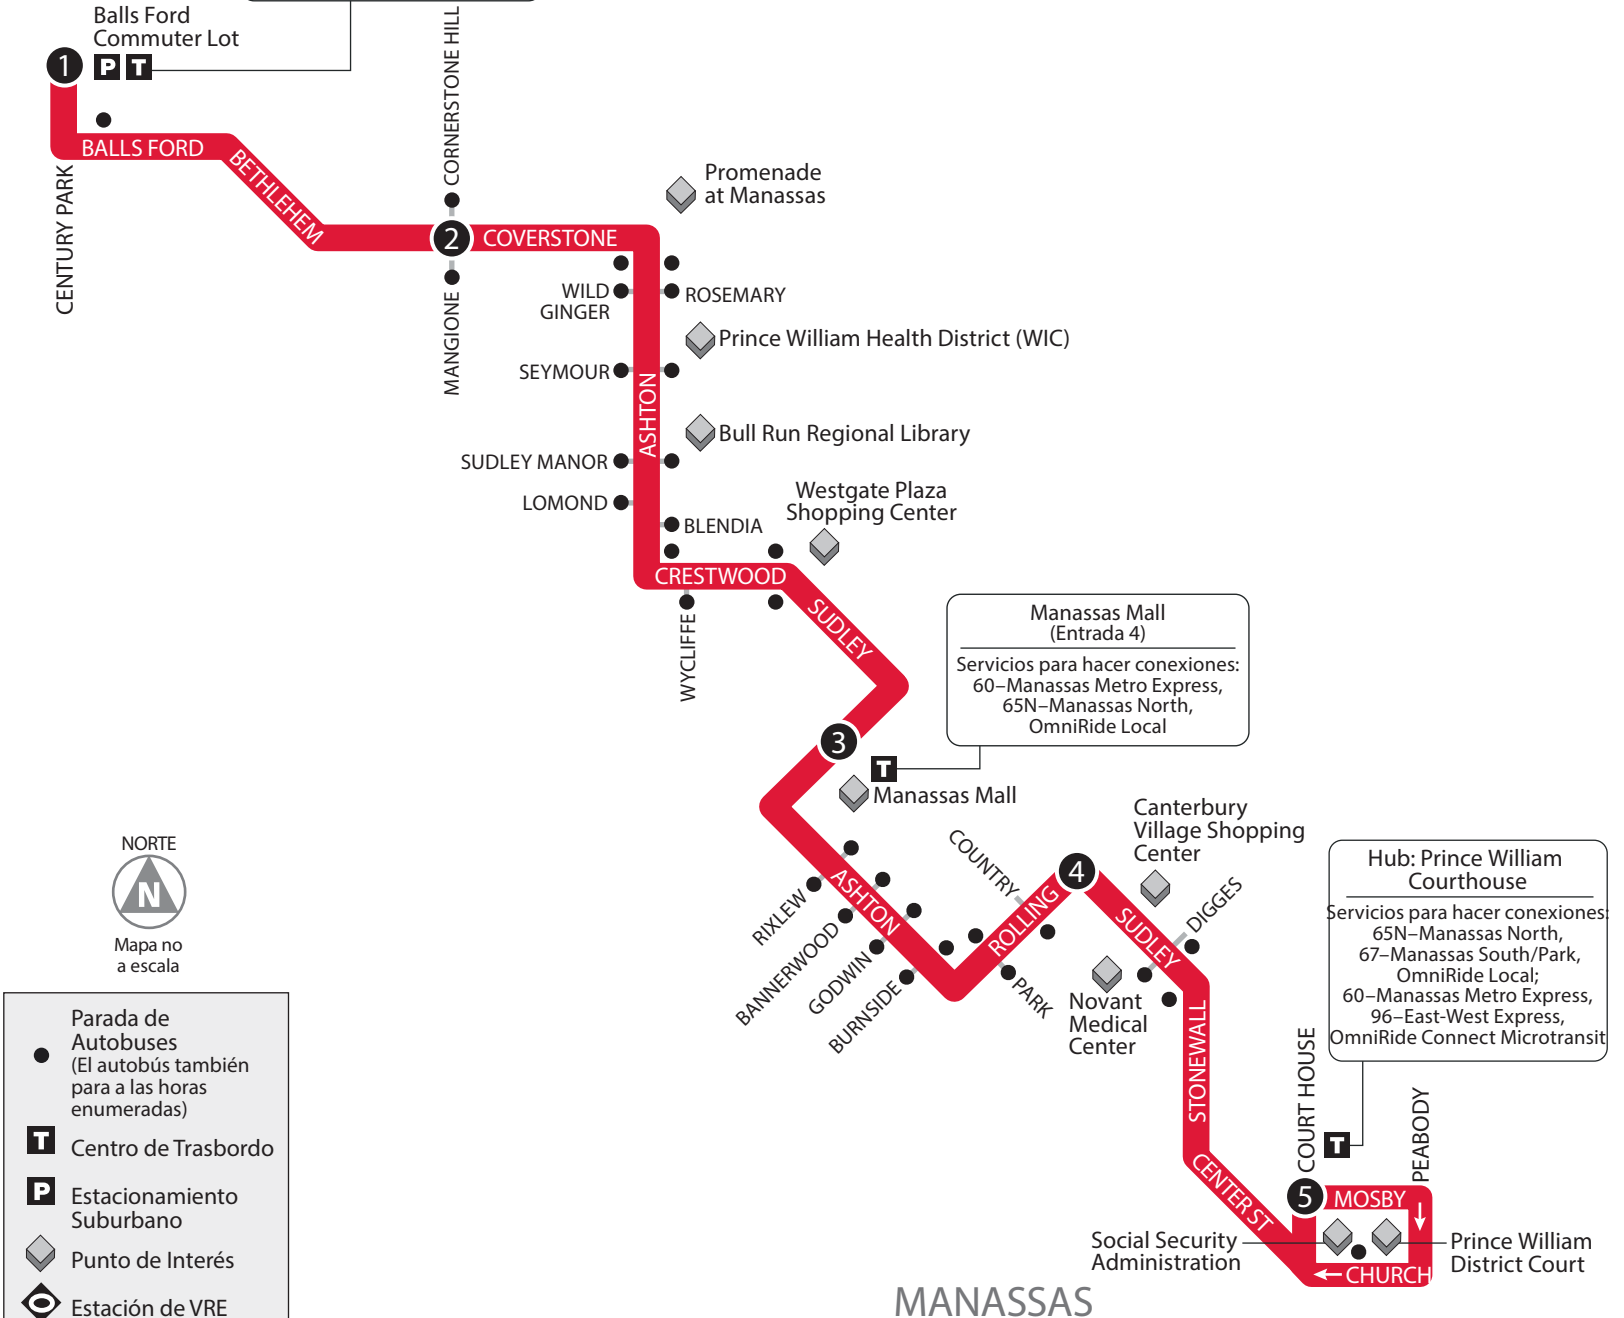 Balls Ford
Commuter Lot
1
P T
CORNERSTONE HILL
BALLS FORD
BETHLEHEM
CENTURY PARK
2
COVERSTONE
MANGIONE
Promenade
at Manassas
WILD
GINGER
ROSEMARY
Prince William Health District (WIC)
SEYMOUR
ASHTON
Bull Run Regional Library
SUDLEY MANOR
LOMOND
BLENDIA
Westgate Plaza
Shopping Center
CRESTWOOD
WYCLIFFE
SUDLEY
Manassas Mall
(Entrada 4)
Servicios para hacer conexiones:
60–Manassas Metro Express,
65N–Manassas North,
OmniRide Local
3
T
Manassas Mall
ASHTON
RIXLEW
BANNERWOOD
GODWIN
BURNSIDE
COUNTRY
ROLLING
PARK
4
Canterbury
Village Shopping
Center
SUDLEY
DIGGES
Novant
Medical
Center
STONEWALL
CENTER ST
Hub: Prince William
Courthouse
Servicios para hacer conexiones:
65N–Manassas North,
67–Manassas South/Park,
OmniRide Local;
60–Manassas Metro Express,
96–East-West Express,
OmniRide Connect Microtransit
COURT HOUSE
T
PEABODY
5
MOSBY
Social Security
Administration
Prince William
District Court
CHURCH
MANASSAS
NORTE
N
Mapa no
a escala
Parada de
Autobuses
(El autobús también
para a las horas
enumeradas)
T Centro de Trasbordo
P Estacionamiento
Suburbano
Punto de Interés
Estación de VRE